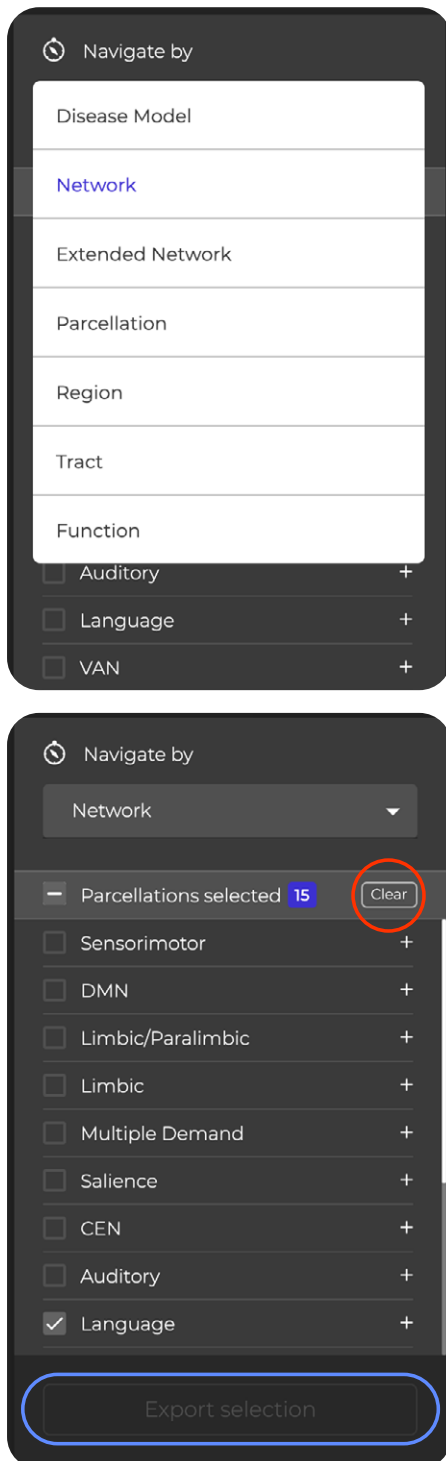 Navigate by
Disease Model
Network
Extended Network
Parcellation
Region
Tract
Function
Auditory +
Language +
VAN +
Navigate by
Network
Parcellations selected 15 Clear
Sensorimotor +
DMN +
Limbic/Paralimbic +
Limbic +
Multiple Demand +
Salience +
CEN +
Auditory +
Language +
Export selection